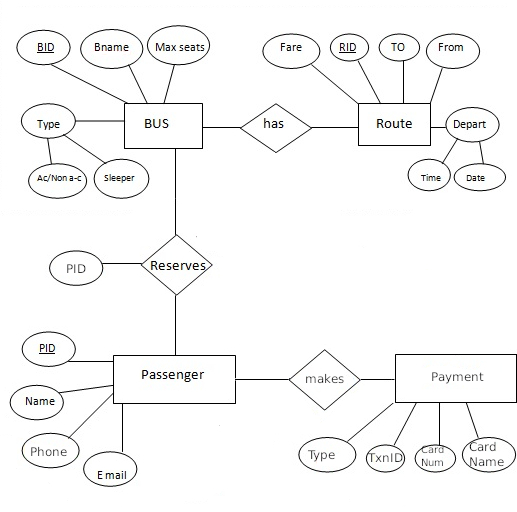 BID
Bname
Max seats
Fare
RID
TO
From
Type
BUS
has
Route
Depart
Ac/Non a-c
Sleeper
Time
Date
PID
Reserves
PID
Passenger
makes
Payment
Name
Phone
E mail
Type
TxnID
Card
Num
Card
Name